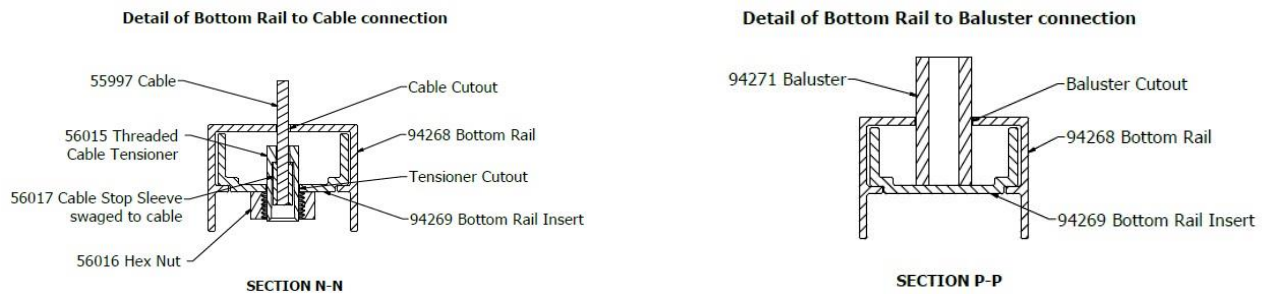 Detail of Bottom Rail to Cable connection
55997 Cable
Cable Cutout
56015 Threaded
Cable Tensioner
94268 Bottom Rail
Tensioner Cutout
56017 Cable Stop Sleeve
swaged to cable
94269 Bottom Rail Insert
56016 Hex Nut
SECTION N-N
Detail of Bottom Rail to Baluster connection
94271 Baluster
Baluster Cutout
94268 Bottom Rail
94269 Bottom Rail Insert
SECTION P-P